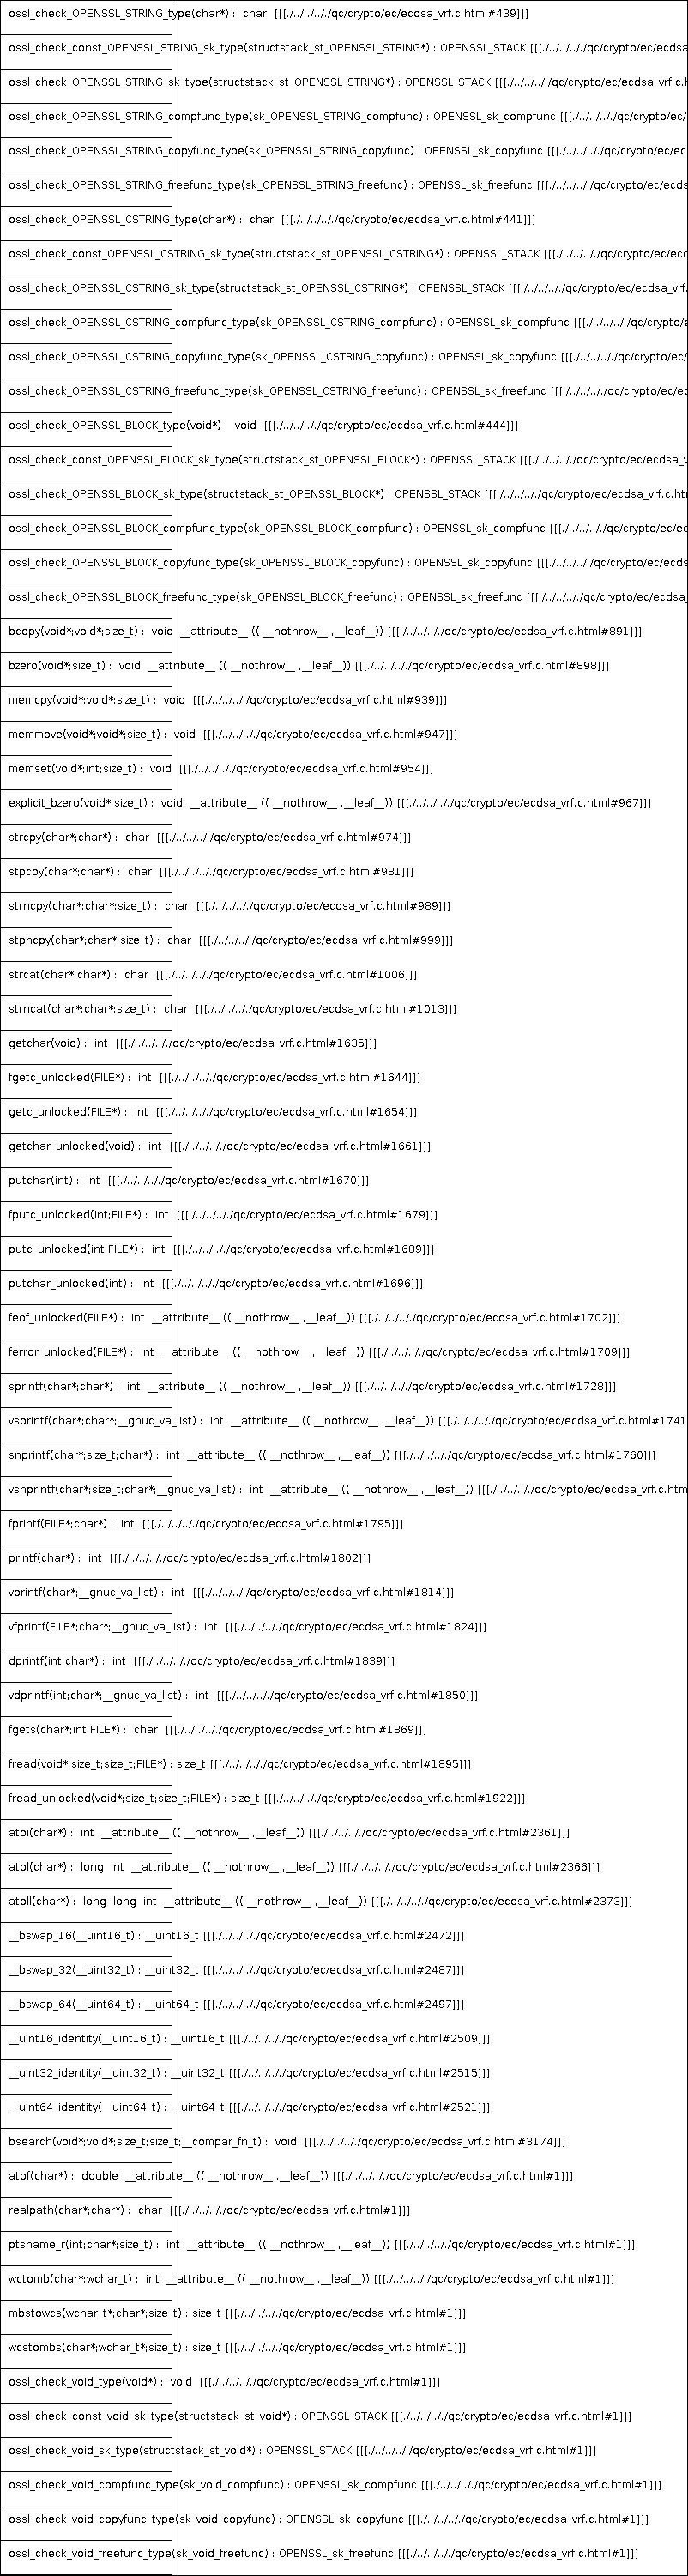 ossl_check_OPENSSL_STRING_type(char*) : char [[[./../../../qc/crypto/ec/ecdsa_vrf.c.html#439]]]
ossl_check_const_OPENSSL_STRING_sk_type(structstack_st_OPENSSL_STRING*) : OPENSSL_STACK [[[./../../../qc/crypto/ec/ecdsa
ossl_check_OPENSSL_STRING_sk_type(structstack_st_OPENSSL_STRING*) : OPENSSL_STACK [[[./../../../qc/crypto/ec/ecdsa_vrf.c.h
ossl_check_OPENSSL_STRING_compfunc_type(sk_OPENSSL_STRING_compfunc) : OPENSSL_sk_compfunc [[[./../../../qc/crypto/ec/
ossl_check_OPENSSL_STRING_copyfunc_type(sk_OPENSSL_STRING_copyfunc) : OPENSSL_sk_copyfunc [[[./../../../qc/crypto/ec/ec
ossl_check_OPENSSL_STRING_freefunc_type(sk_OPENSSL_STRING_freefunc) : OPENSSL_sk_freefunc [[[./../../../qc/crypto/ec/ecds
ossl_check_OPENSSL_CSTRING_type(char*) : char [[[./../../../qc/crypto/ec/ecdsa_vrf.c.html#441]]]
ossl_check_const_OPENSSL_CSTRING_sk_type(structstack_st_OPENSSL_CSTRING*) : OPENSSL_STACK [[[./../../../qc/crypto/ec/ecd
ossl_check_OPENSSL_CSTRING_sk_type(structstack_st_OPENSSL_CSTRING*) : OPENSSL_STACK [[[./../../../qc/crypto/ec/ecdsa_vrf.
ossl_check_OPENSSL_CSTRING_compfunc_type(sk_OPENSSL_CSTRING_compfunc) : OPENSSL_sk_compfunc [[[./../../../qc/crypto/e
ossl_check_OPENSSL_CSTRING_copyfunc_type(sk_OPENSSL_CSTRING_copyfunc) : OPENSSL_sk_copyfunc [[[./../../../qc/crypto/ec/
ossl_check_OPENSSL_CSTRING_freefunc_type(sk_OPENSSL_CSTRING_freefunc) : OPENSSL_sk_freefunc [[[./../../../qc/crypto/ec/ec
ossl_check_OPENSSL_BLOCK_type(void*) : void [[[./../../../qc/crypto/ec/ecdsa_vrf.c.html#444]]]
ossl_check_const_OPENSSL_BLOCK_sk_type(structstack_st_OPENSSL_BLOCK*) : OPENSSL_STACK [[[./../../../qc/crypto/ec/ecdsa_v
ossl_check_OPENSSL_BLOCK_sk_type(structstack_st_OPENSSL_BLOCK*) : OPENSSL_STACK [[[./../../../qc/crypto/ec/ecdsa_vrf.c.htm
ossl_check_OPENSSL_BLOCK_compfunc_type(sk_OPENSSL_BLOCK_compfunc) : OPENSSL_sk_compfunc [[[./../../../qc/crypto/ec/ec
ossl_check_OPENSSL_BLOCK_copyfunc_type(sk_OPENSSL_BLOCK_copyfunc) : OPENSSL_sk_copyfunc [[[./../../../qc/crypto/ec/ecds
ossl_check_OPENSSL_BLOCK_freefunc_type(sk_OPENSSL_BLOCK_freefunc) : OPENSSL_sk_freefunc [[[./../../../qc/crypto/ec/ecdsa_
bcopy(void*;void*;size_t) : void __attribute__ (( __nothrow__ ,__leaf__)) [[[./../../../qc/crypto/ec/ecdsa_vrf.c.html#891]]]
bzero(void*;size_t) : void __attribute__ (( __nothrow__ ,__leaf__)) [[[./../../../qc/crypto/ec/ecdsa_vrf.c.html#898]]]
memcpy(void*;void*;size_t) : void [[[./../../../qc/crypto/ec/ecdsa_vrf.c.html#939]]]
memmove(void*;void*;size_t) : void [[[./../../../qc/crypto/ec/ecdsa_vrf.c.html#947]]]
memset(void*;int;size_t) : void [[[./../../../qc/crypto/ec/ecdsa_vrf.c.html#954]]]
explicit_bzero(void*;size_t) : void __attribute__ (( __nothrow__ ,__leaf__)) [[[./../../../qc/crypto/ec/ecdsa_vrf.c.html#967]]]
strcpy(char*;char*) : char [[[./../../../qc/crypto/ec/ecdsa_vrf.c.html#974]]]
stpcpy(char*;char*) : char [[[./../../../qc/crypto/ec/ecdsa_vrf.c.html#981]]]
strncpy(char*;char*;size_t) : char [[[./../../../qc/crypto/ec/ecdsa_vrf.c.html#989]]]
stpncpy(char*;char*;size_t) : char [[[./../../../qc/crypto/ec/ecdsa_vrf.c.html#999]]]
strcat(char*;char*) : char [[[./../../../qc/crypto/ec/ecdsa_vrf.c.html#1006]]]
strncat(char*;char*;size_t) : char [[[./../../../qc/crypto/ec/ecdsa_vrf.c.html#1013]]]
getchar(void) : int [[[./../../../qc/crypto/ec/ecdsa_vrf.c.html#1635]]]
fgetc_unlocked(FILE*) : int [[[./../../../qc/crypto/ec/ecdsa_vrf.c.html#1644]]]
getc_unlocked(FILE*) : int [[[./../../../qc/crypto/ec/ecdsa_vrf.c.html#1654]]]
getchar_unlocked(void) : int [[[./../../../qc/crypto/ec/ecdsa_vrf.c.html#1661]]]
putchar(int) : int [[[./../../../qc/crypto/ec/ecdsa_vrf.c.html#1670]]]
fputc_unlocked(int;FILE*) : int [[[./../../../qc/crypto/ec/ecdsa_vrf.c.html#1679]]]
putc_unlocked(int;FILE*) : int [[[./../../../qc/crypto/ec/ecdsa_vrf.c.html#1689]]]
putchar_unlocked(int) : int [[[./../../../qc/crypto/ec/ecdsa_vrf.c.html#1696]]]
feof_unlocked(FILE*) : int __attribute__ (( __nothrow__ ,__leaf__)) [[[./../../../qc/crypto/ec/ecdsa_vrf.c.html#1702]]]
ferror_unlocked(FILE*) : int __attribute__ (( __nothrow__ ,__leaf__)) [[[./../../../qc/crypto/ec/ecdsa_vrf.c.html#1709]]]
sprintf(char*;char*) : int __attribute__ (( __nothrow__ ,__leaf__)) [[[./../../../qc/crypto/ec/ecdsa_vrf.c.html#1728]]]
vsprintf(char*;char*;__gnuc_va_list) : int __attribute__ (( __nothrow__ ,__leaf__)) [[[./../../../qc/crypto/ec/ecdsa_vrf.c.html#1741
snprintf(char*;size_t;char*) : int __attribute__ (( __nothrow__ ,__leaf__)) [[[./../../../qc/crypto/ec/ecdsa_vrf.c.html#1760]]]
vsnprintf(char*;size_t;char*;__gnuc_va_list) : int __attribute__ (( __nothrow__ ,__leaf__)) [[[./../../../qc/crypto/ec/ecdsa_vrf.c.htm
fprintf(FILE*;char*) : int [[[./../../../qc/crypto/ec/ecdsa_vrf.c.html#1795]]]
printf(char*) : int [[[./../../../qc/crypto/ec/ecdsa_vrf.c.html#1802]]]
vprintf(char*;__gnuc_va_list) : int [[[./../../../qc/crypto/ec/ecdsa_vrf.c.html#1814]]]
vfprintf(FILE*;char*;__gnuc_va_list) : int [[[./../../../qc/crypto/ec/ecdsa_vrf.c.html#1824]]]
dprintf(int;char*) : int [[[./../../../qc/crypto/ec/ecdsa_vrf.c.html#1839]]]
vdprintf(int;char*;__gnuc_va_list) : int [[[./../../../qc/crypto/ec/ecdsa_vrf.c.html#1850]]]
fgets(char*;int;FILE*) : char [[[./../../../qc/crypto/ec/ecdsa_vrf.c.html#1869]]]
fread(void*;size_t;size_t;FILE*) : size_t [[[./../../../qc/crypto/ec/ecdsa_vrf.c.html#1895]]]
fread_unlocked(void*;size_t;size_t;FILE*) : size_t [[[./../../../qc/crypto/ec/ecdsa_vrf.c.html#1922]]]
atoi(char*) : int __attribute__ (( __nothrow__ ,__leaf__)) [[[./../../../qc/crypto/ec/ecdsa_vrf.c.html#2361]]]
atol(char*) : long int __attribute__ (( __nothrow__ ,__leaf__)) [[[./../../../qc/crypto/ec/ecdsa_vrf.c.html#2366]]]
atoll(char*) : long long int __attribute__ (( __nothrow__ ,__leaf__)) [[[./../../../qc/crypto/ec/ecdsa_vrf.c.html#2373]]]
__bswap_16(__uint16_t) : __uint16_t [[[./../../../qc/crypto/ec/ecdsa_vrf.c.html#2472]]]
__bswap_32(__uint32_t) : __uint32_t [[[./../../../qc/crypto/ec/ecdsa_vrf.c.html#2487]]]
__bswap_64(__uint64_t) : __uint64_t [[[./../../../qc/crypto/ec/ecdsa_vrf.c.html#2497]]]
__uint16_identity(__uint16_t) : __uint16_t [[[./../../../qc/crypto/ec/ecdsa_vrf.c.html#2509]]]
__uint32_identity(__uint32_t) : __uint32_t [[[./../../../qc/crypto/ec/ecdsa_vrf.c.html#2515]]]
__uint64_identity(__uint64_t) : __uint64_t [[[./../../../qc/crypto/ec/ecdsa_vrf.c.html#2521]]]
bsearch(void*;void*;size_t;size_t;__compar_fn_t) : void [[[./../../../qc/crypto/ec/ecdsa_vrf.c.html#3174]]]
atof(char*) : double __attribute__ (( __nothrow__ ,__leaf__)) [[[./../../../qc/crypto/ec/ecdsa_vrf.c.html#1]]]
realpath(char*;char*) : char [[[./../../../qc/crypto/ec/ecdsa_vrf.c.html#1]]]
ptsname_r(int;char*;size_t) : int __attribute__ (( __nothrow__ ,__leaf__)) [[[./../../../qc/crypto/ec/ecdsa_vrf.c.html#1]]]
wctomb(char*;wchar_t) : int __attribute__ (( __nothrow__ ,__leaf__)) [[[./../../../qc/crypto/ec/ecdsa_vrf.c.html#1]]]
mbstowcs(wchar_t*;char*;size_t) : size_t [[[./../../../qc/crypto/ec/ecdsa_vrf.c.html#1]]]
wcstombs(char*;wchar_t*;size_t) : size_t [[[./../../../qc/crypto/ec/ecdsa_vrf.c.html#1]]]
ossl_check_void_type(void*) : void [[[./../../../qc/crypto/ec/ecdsa_vrf.c.html#1]]]
ossl_check_const_void_sk_type(structstack_st_void*) : OPENSSL_STACK [[[./../../../qc/crypto/ec/ecdsa_vrf.c.html#1]]]
ossl_check_void_sk_type(structstack_st_void*) : OPENSSL_STACK [[[./../../../qc/crypto/ec/ecdsa_vrf.c.html#1]]]
ossl_check_void_compfunc_type(sk_void_compfunc) : OPENSSL_sk_compfunc [[[./../../../qc/crypto/ec/ecdsa_vrf.c.html#1]]]
ossl_check_void_copyfunc_type(sk_void_copyfunc) : OPENSSL_sk_copyfunc [[[./../../../qc/crypto/ec/ecdsa_vrf.c.html#1]]]
ossl_check_void_freefunc_type(sk_void_freefunc) : OPENSSL_sk_freefunc [[[./../../../qc/crypto/ec/ecdsa_vrf.c.html#1]]]